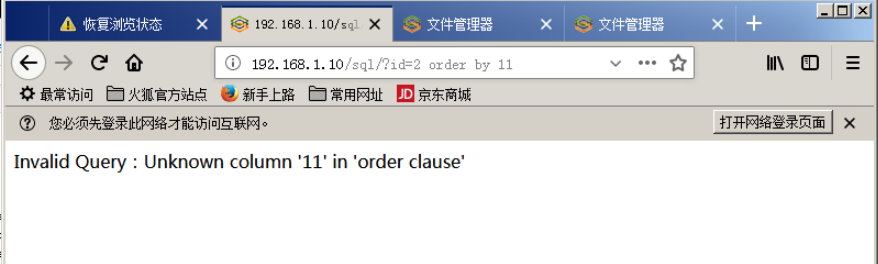 恢复浏览状态 192.168.1.10/sql/ 文件管理器 文件管理器
192.168.1.10/sql/?id=2 order by 11
最常访问 火狐官方站点 新手上路 常用网址 JD 京东商城
您必须先登录此网络才能访问互联网。 打开网络登录页面
Invalid Query : Unknown column '11' in 'order clause'